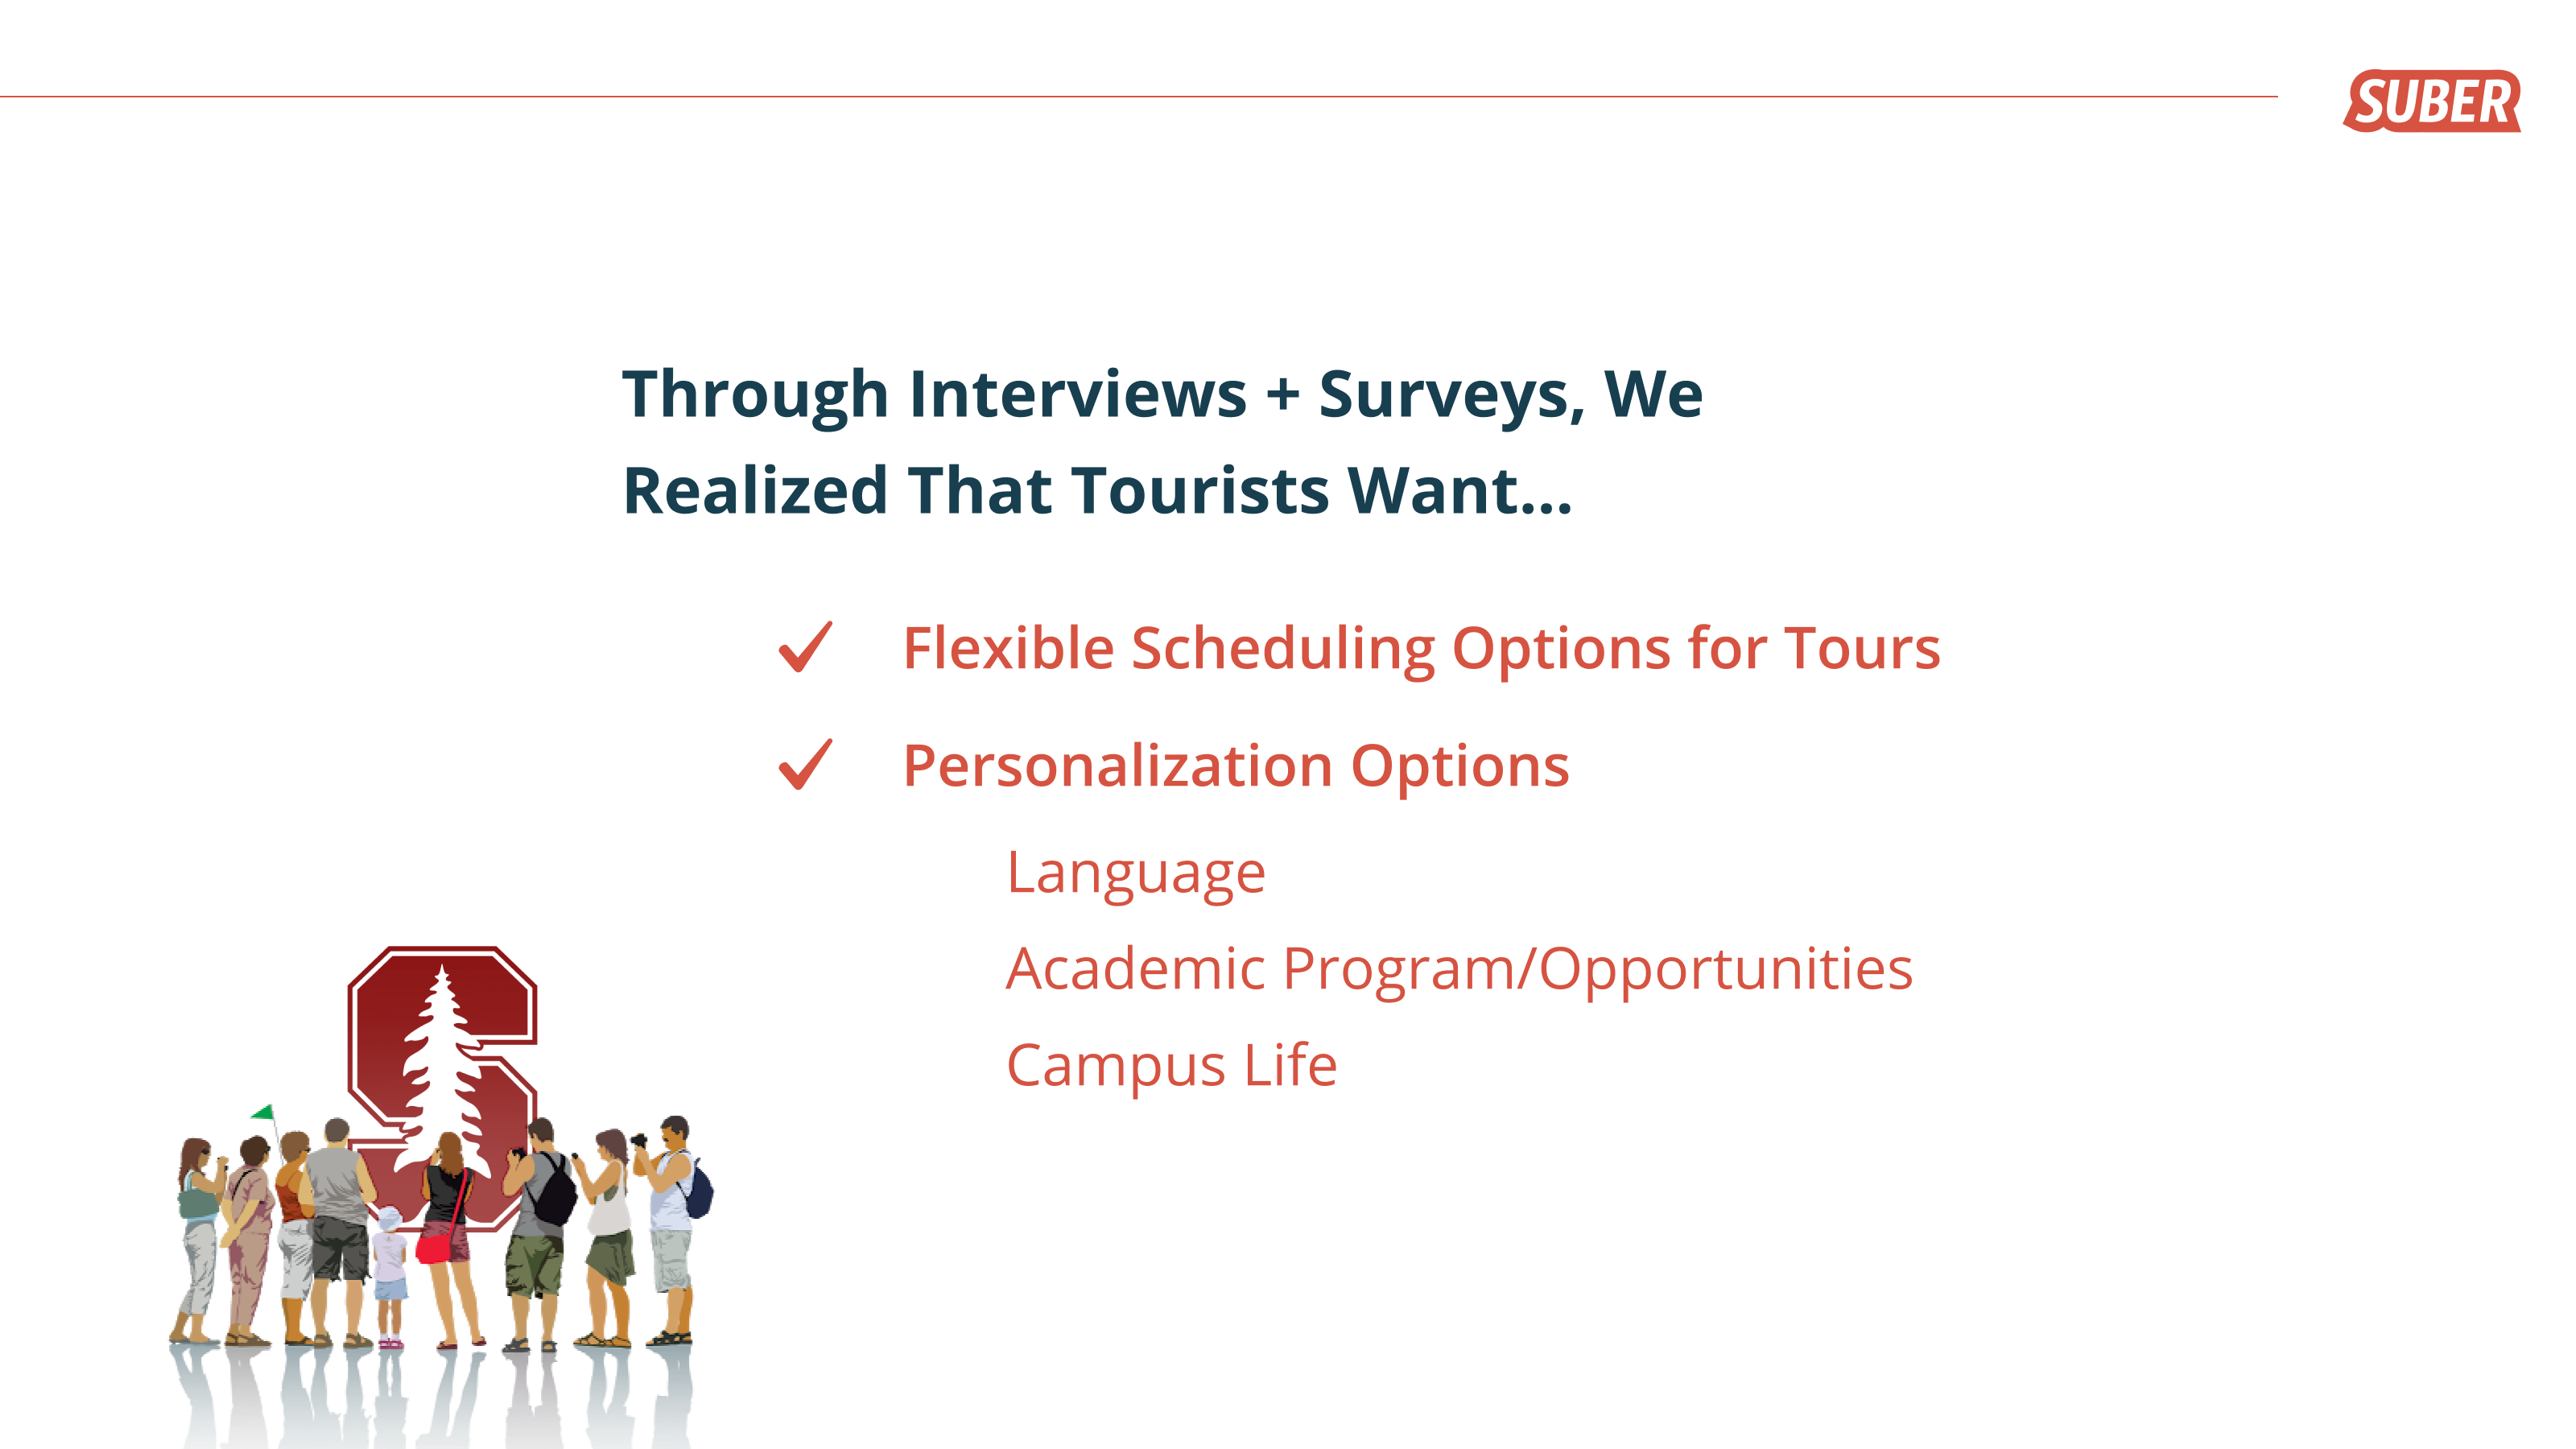 SUBER
Through Interviews + Surveys, We
Realized That Tourists Want...
Flexible Scheduling Options for Tours
Personalization Options
Language
Academic Program/Opportunities
Campus Life